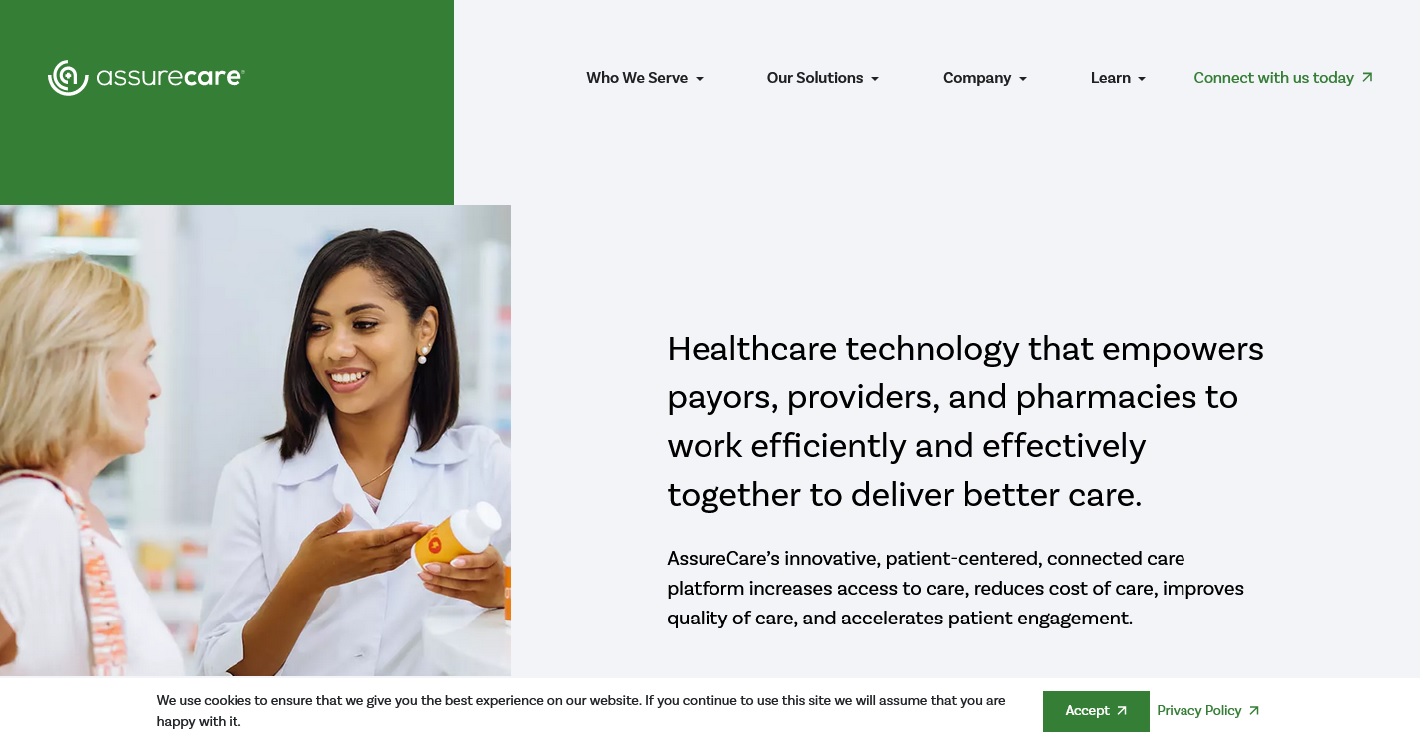 assurecare
Who We Serve
Our Solutions
Company
Learn
Connect with us today
Healthcare technology that empowers
payors, providers, and pharmacies to
work efficiently and effectively
together to deliver better care.
AssureCare’s innovative, patient-centered, connected care
platform increases access to care, reduces cost of care, improves
quality of care, and accelerates patient engagement.
We use cookies to ensure that we give you the best experience on our website. If you continue to use this site we will assume that you are
happy with it.
Accept
Privacy Policy